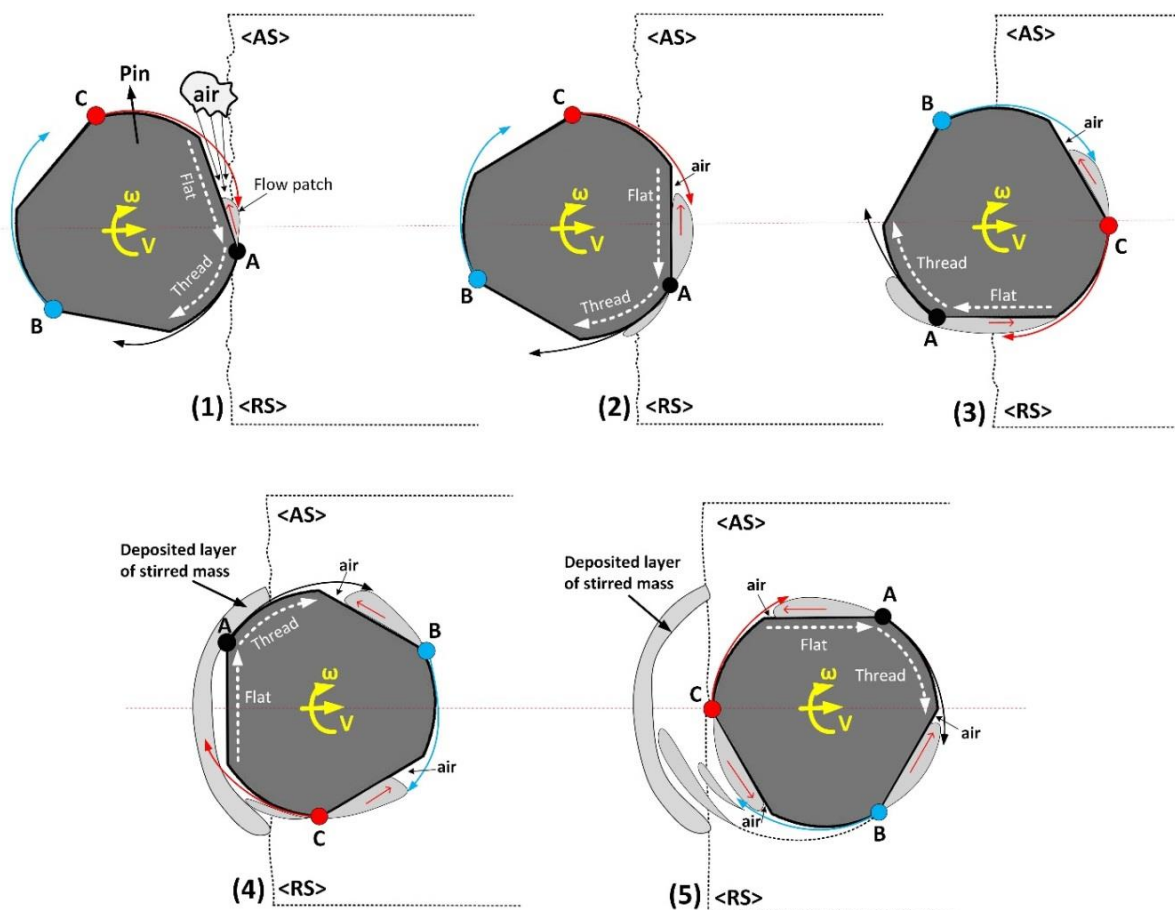 <AS>
Pin
C
air
Flat
Flow patch
ω
V
A
Thread
B
(1)
<RS>
<AS>
C
air
Flat
ω
V
A
B
Thread
(2)
<RS>
<AS>
B
air
ω
V
C
Thread
Flat
A
(3)
<RS>
<AS>
Deposited layer
of stirred mass
air
A
Thread
B
ω
Flat
V
air
C
(4)
<RS>
<AS>
Deposited layer
of stirred mass
air
A
Flat
Thread
ω
C
V
air
air
B
(5)
<RS>